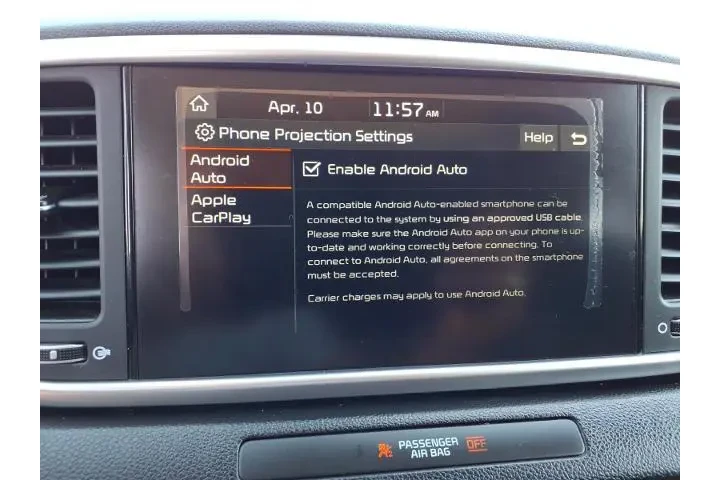 Apr. 10 11:57 AM
Phone Projection Settings Help
Android
Auto
Enable Android Auto
Apple
CarPlay
A compatible Android Auto-enabled smartphone can be
connected to the system by using an approved USB cable.
Please make sure the Android Auto app on your phone is up-
to-date and working correctly before connecting. To
connect to Android Auto, all agreements on the smartphone
must be accepted.
Carrier charges may apply to use Android Auto.
PASSENGER
AIR BAG
OFF